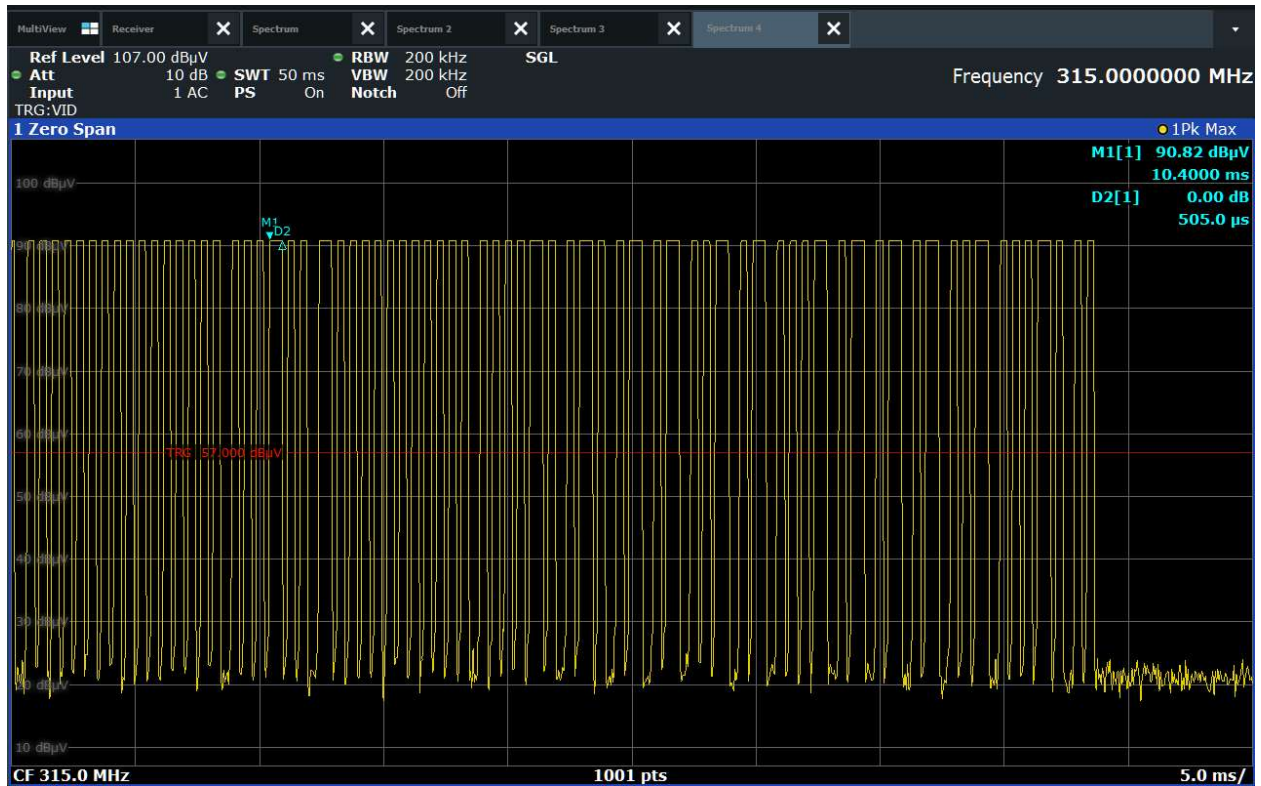 MultiView Receiver X Spectrum X Spectrum 2 X Spectrum 3 X Spectrum 4 X
Ref Level 107.00 dBµV RBW 200 kHz SGL
Att 10 dB SWT 50 ms VBW 200 kHz Frequency 315.0000000 MHz
Input 1 AC PS On Notch Off
TRG:VID
1 Zero Span 1Pk Max
M1[1] 90.82 dBµV
10.4000 ms
100 dBµV
D2[1] 0.00 dB
505.0 µs
M1
D2
90 dBµV
80 dBµV
70 dBµV
60 dBµV
TRG 57.000 dBµV
50 dBµV
40 dBµV
30 dBµV
20 dBµV
10 dBµV
CF 315.0 MHz 1001 pts 5.0 ms/